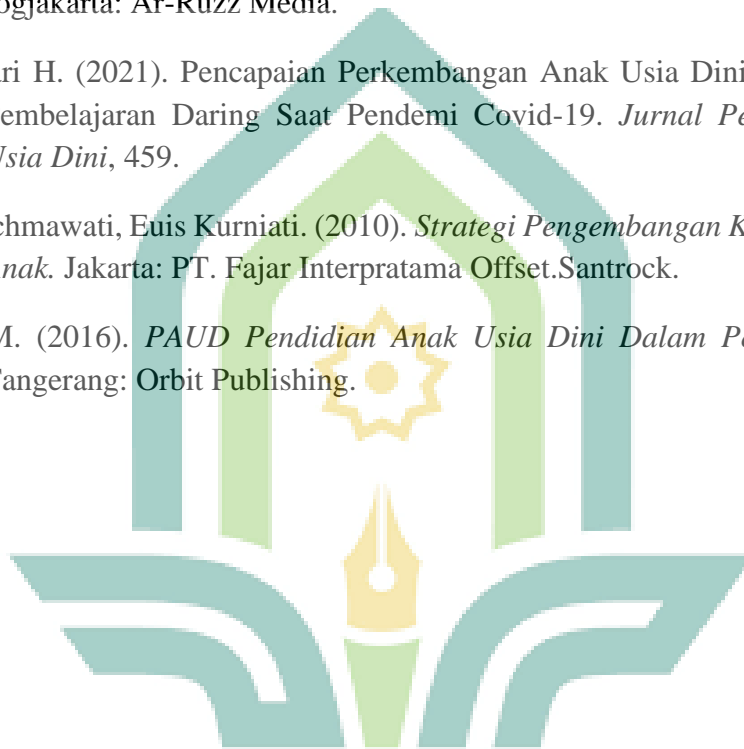 ogjakarta: Ar-Ruzz Media.
ri H. (2021). Pencapaian Perkembangan Anak Usia Dini
embelajaran Daring Saat Pendemi Covid-19. Jurnal Pe
Usia Dini, 459.
chmawati, Euis Kurniati. (2010). Strategi Pengembangan K
nak. Jakarta: PT. Fajar Interpratama Offset.Santrock.
M. (2016). PAUD Pendidian Anak Usia Dini Dalam Pe
Tangerang: Orbit Publishing.